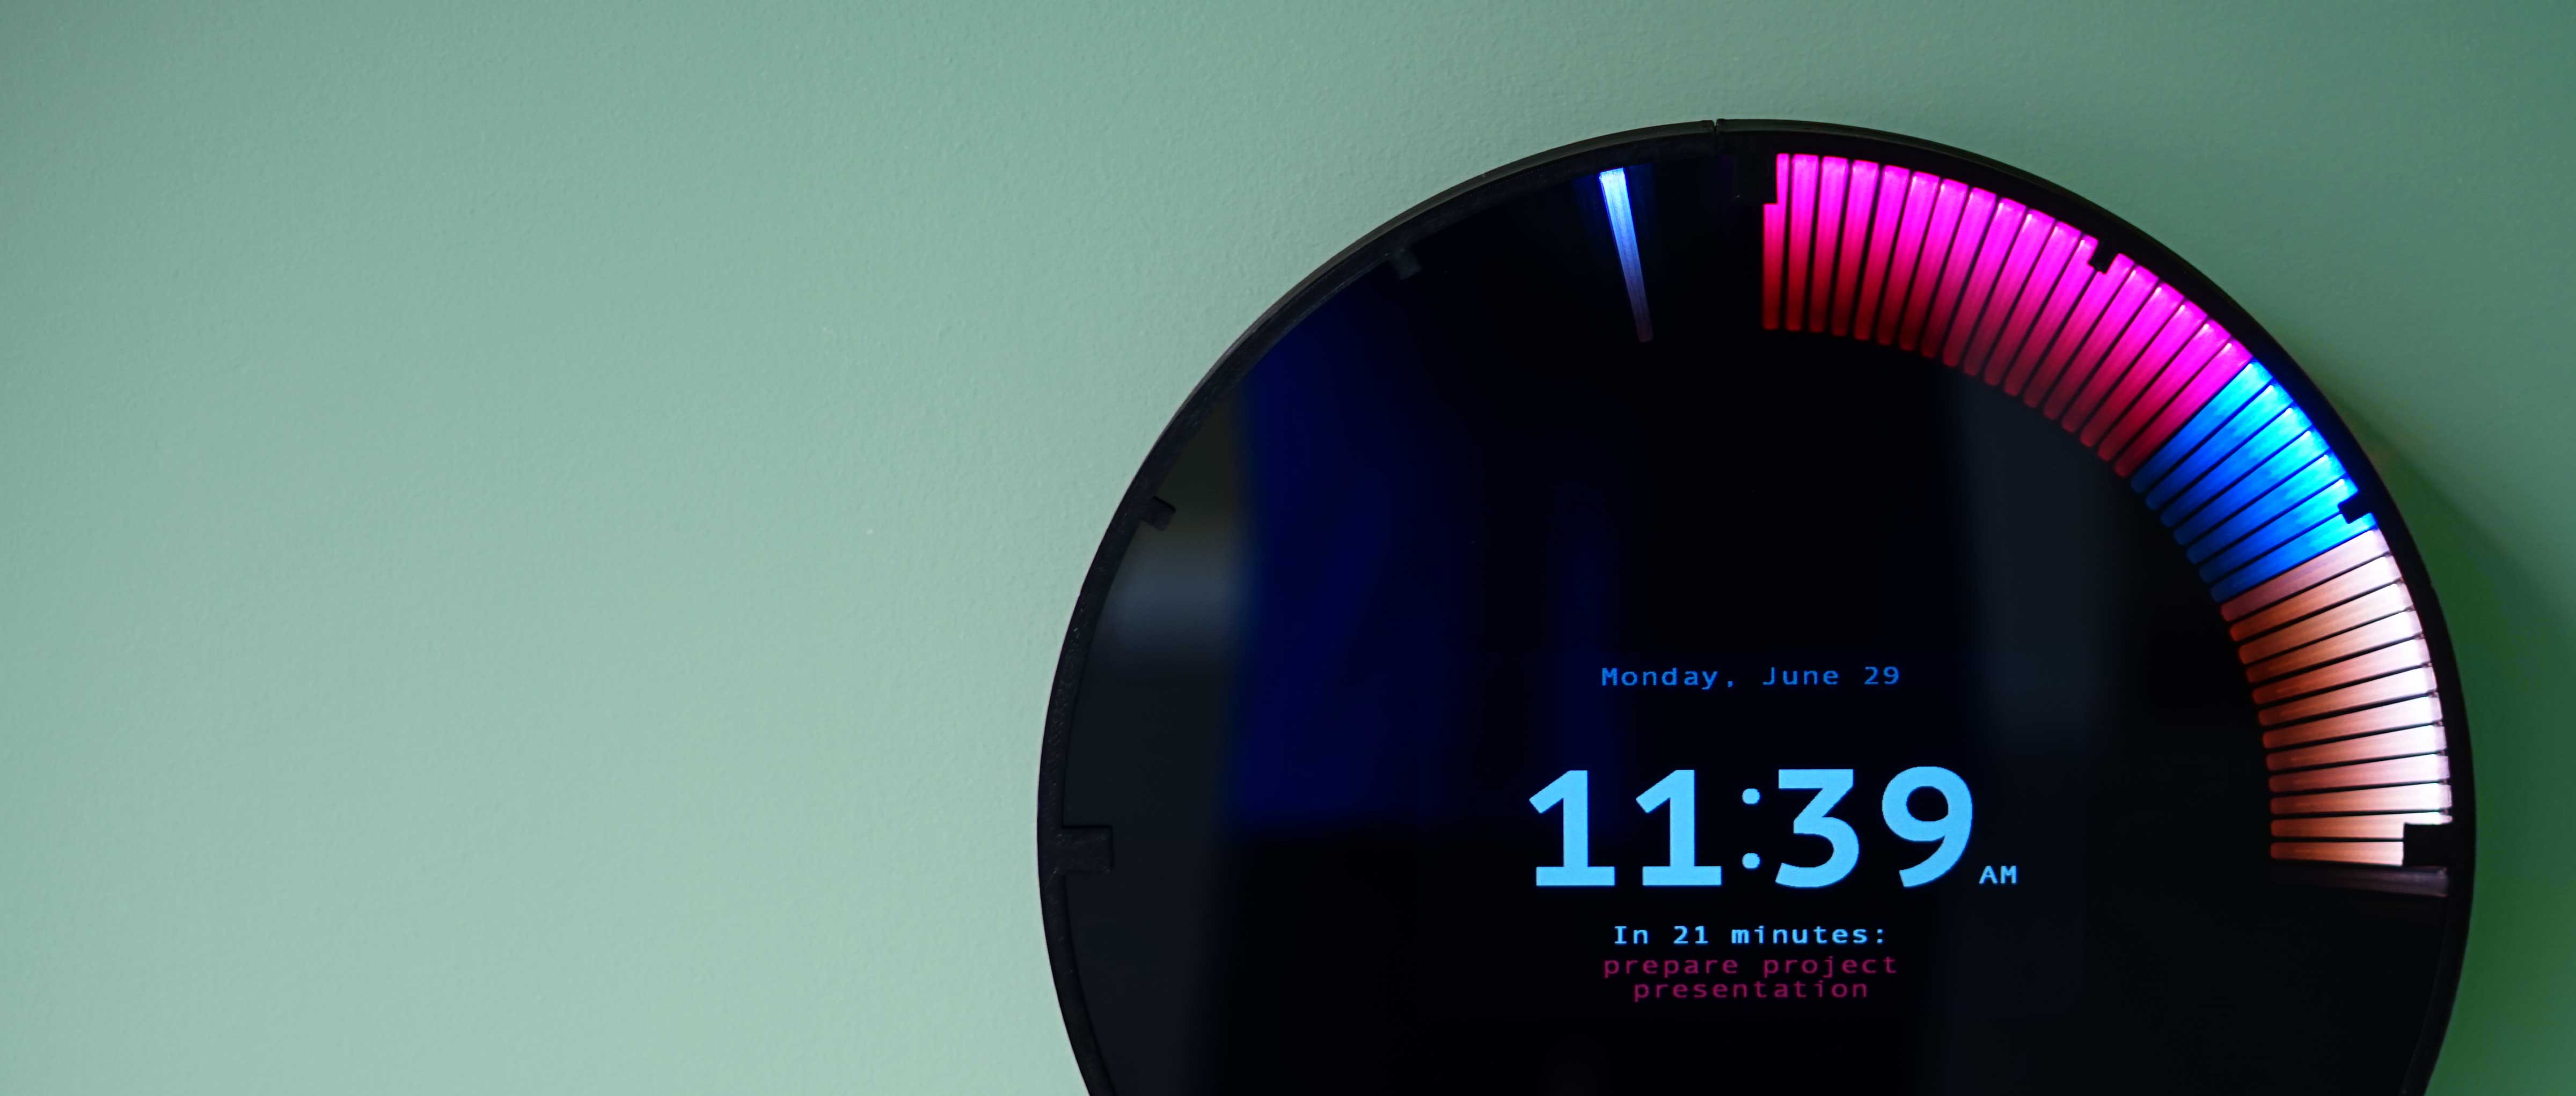 Monday, June 29
11:39 AM
In 21 minutes:
prepare project
presentation